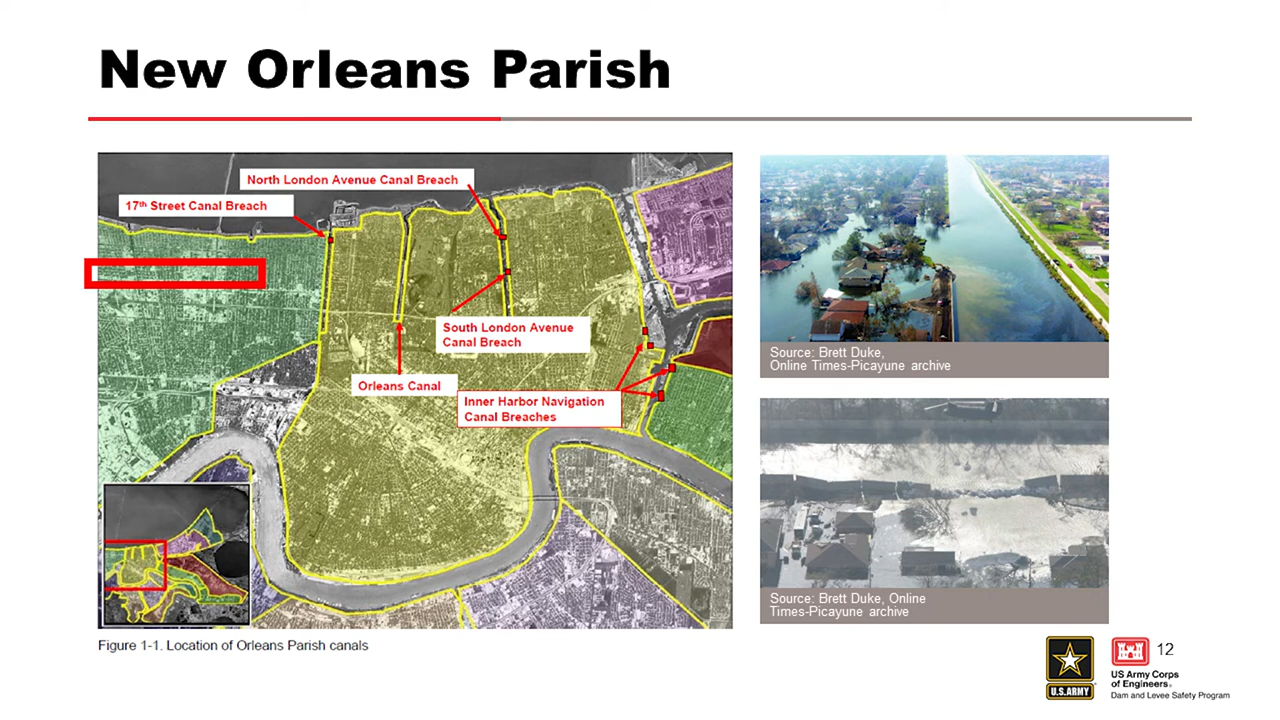 New Orleans Parish
North London Avenue Canal Breach
17th Street Canal Breach
South London Avenue
Canal Breach
Orleans Canal
Inner Harbor Navigation
Canal Breaches
Figure 1-1. Location of Orleans Parish canals
Source: Brett Duke,
Online Times-Picayune archive
Source: Brett Duke, Online
Times-Picayune archive
U.S.ARMY
US Army Corps
of Engineers®
Dam and Levee Safety Program
12